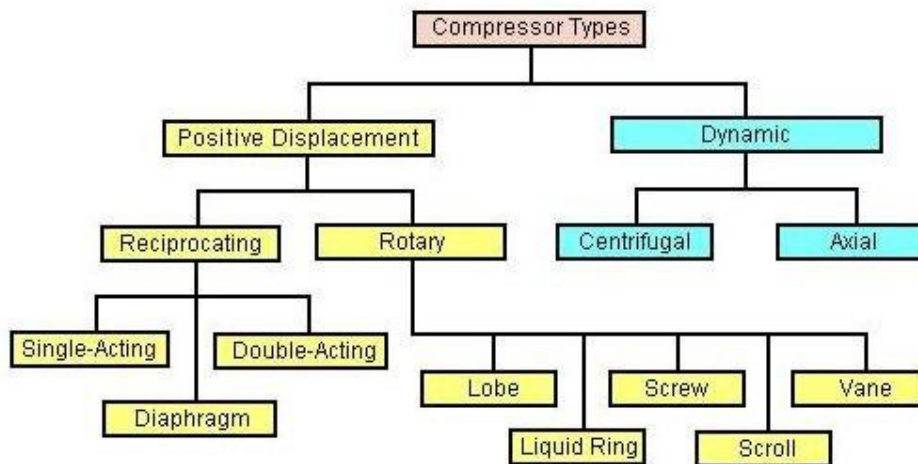 Compressor Types
Positive Displacement
Dynamic
Reciprocating
Rotary
Centrifugal
Axial
Single-Acting
Double-Acting
Diaphragm
Lobe
Screw
Vane
Liquid Ring
Scroll